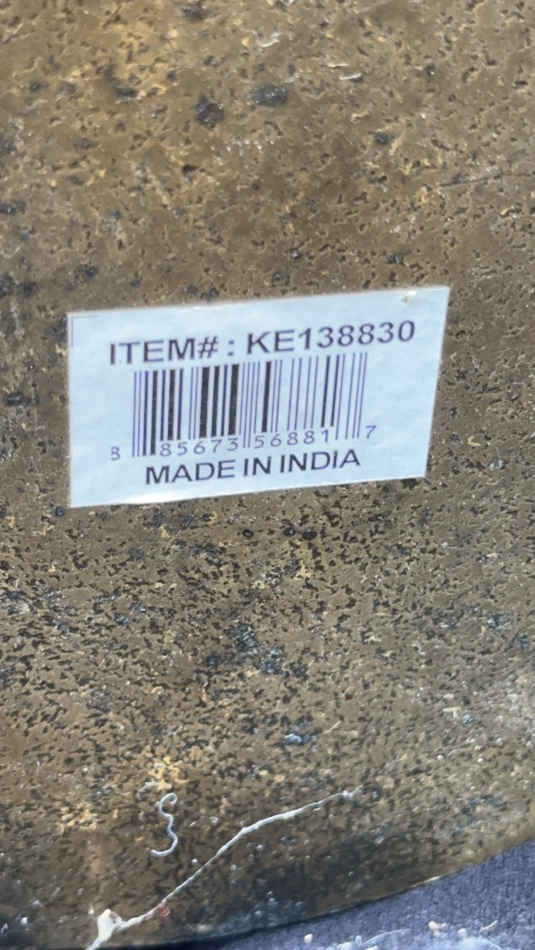 ITEM# : KE138830
8 85673 56881 7
MADE IN INDIA